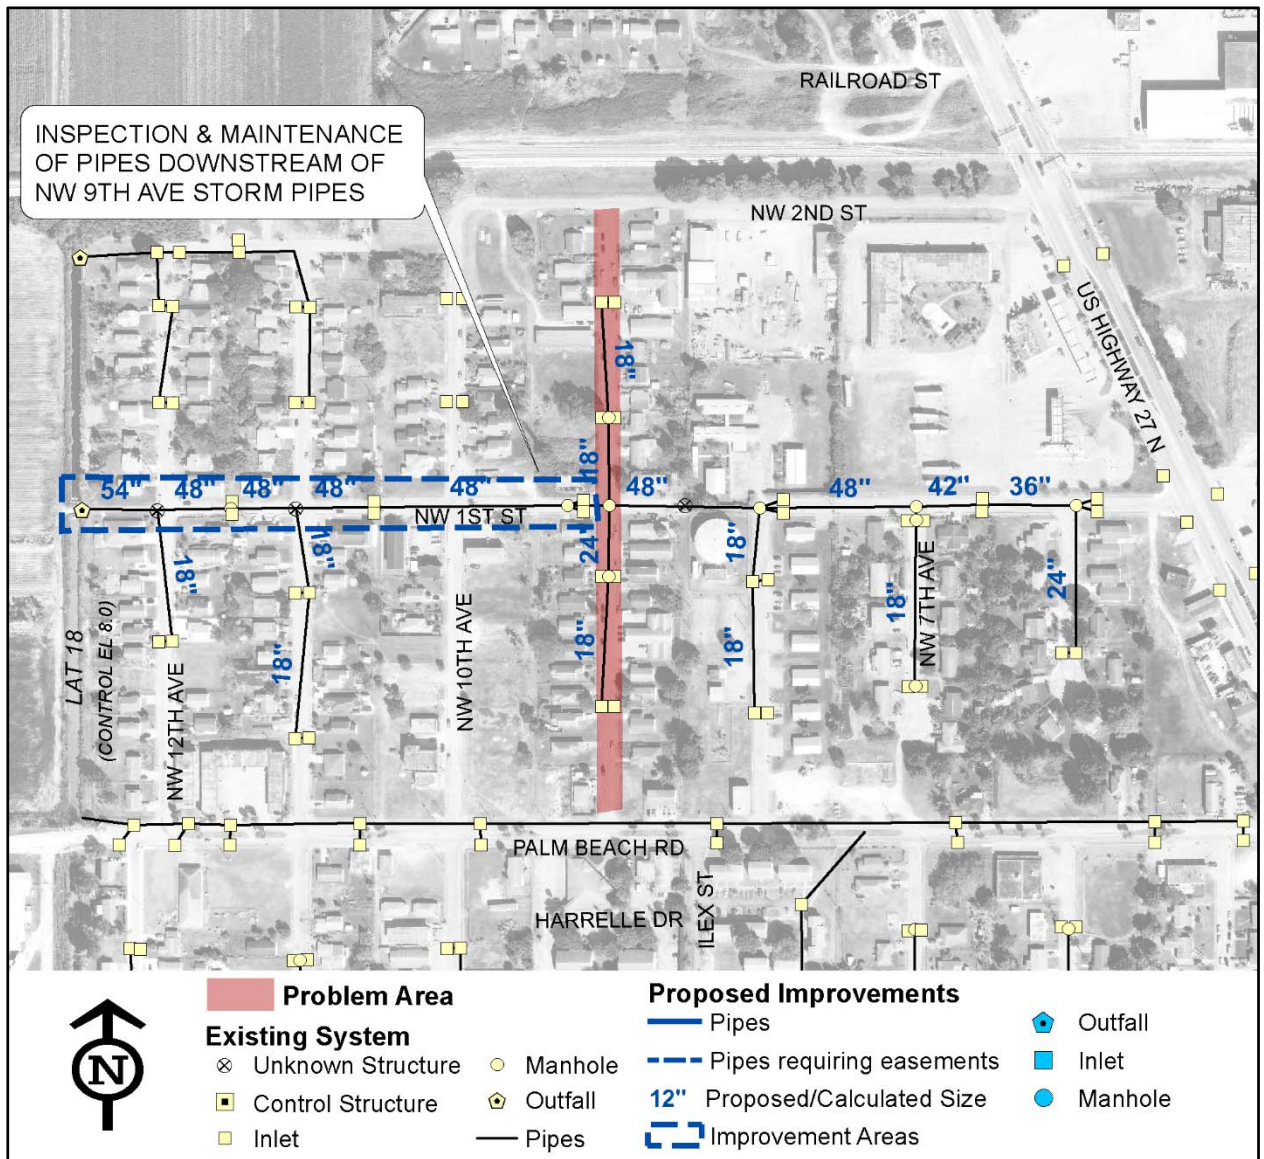 RAILROAD ST
INSPECTION & MAINTENANCE
OF PIPES DOWNSTREAM OF
NW 9TH AVE STORM PIPES
NW 2ND ST
US HIGHWAY 27 N
18"
18"
54"
48"
48"
48"
48"
48"
48"
42"
36"
NW 1ST ST
24"
18"
18"
18"
18"
18"
18"
18"
24"
NW 7TH AVE
LAT 18
(CONTROL EL 8.0)
NW 12TH AVE
NW 10TH AVE
PALM BEACH RD
HARRELLE DR
ILEX ST
N
Problem Area
Existing System
Unknown Structure
Manhole
Control Structure
Outfall
Inlet
Pipes
Proposed Improvements
Pipes
Outfall
Pipes requiring easements
Inlet
12" Proposed/Calculated Size
Manhole
Improvement Areas